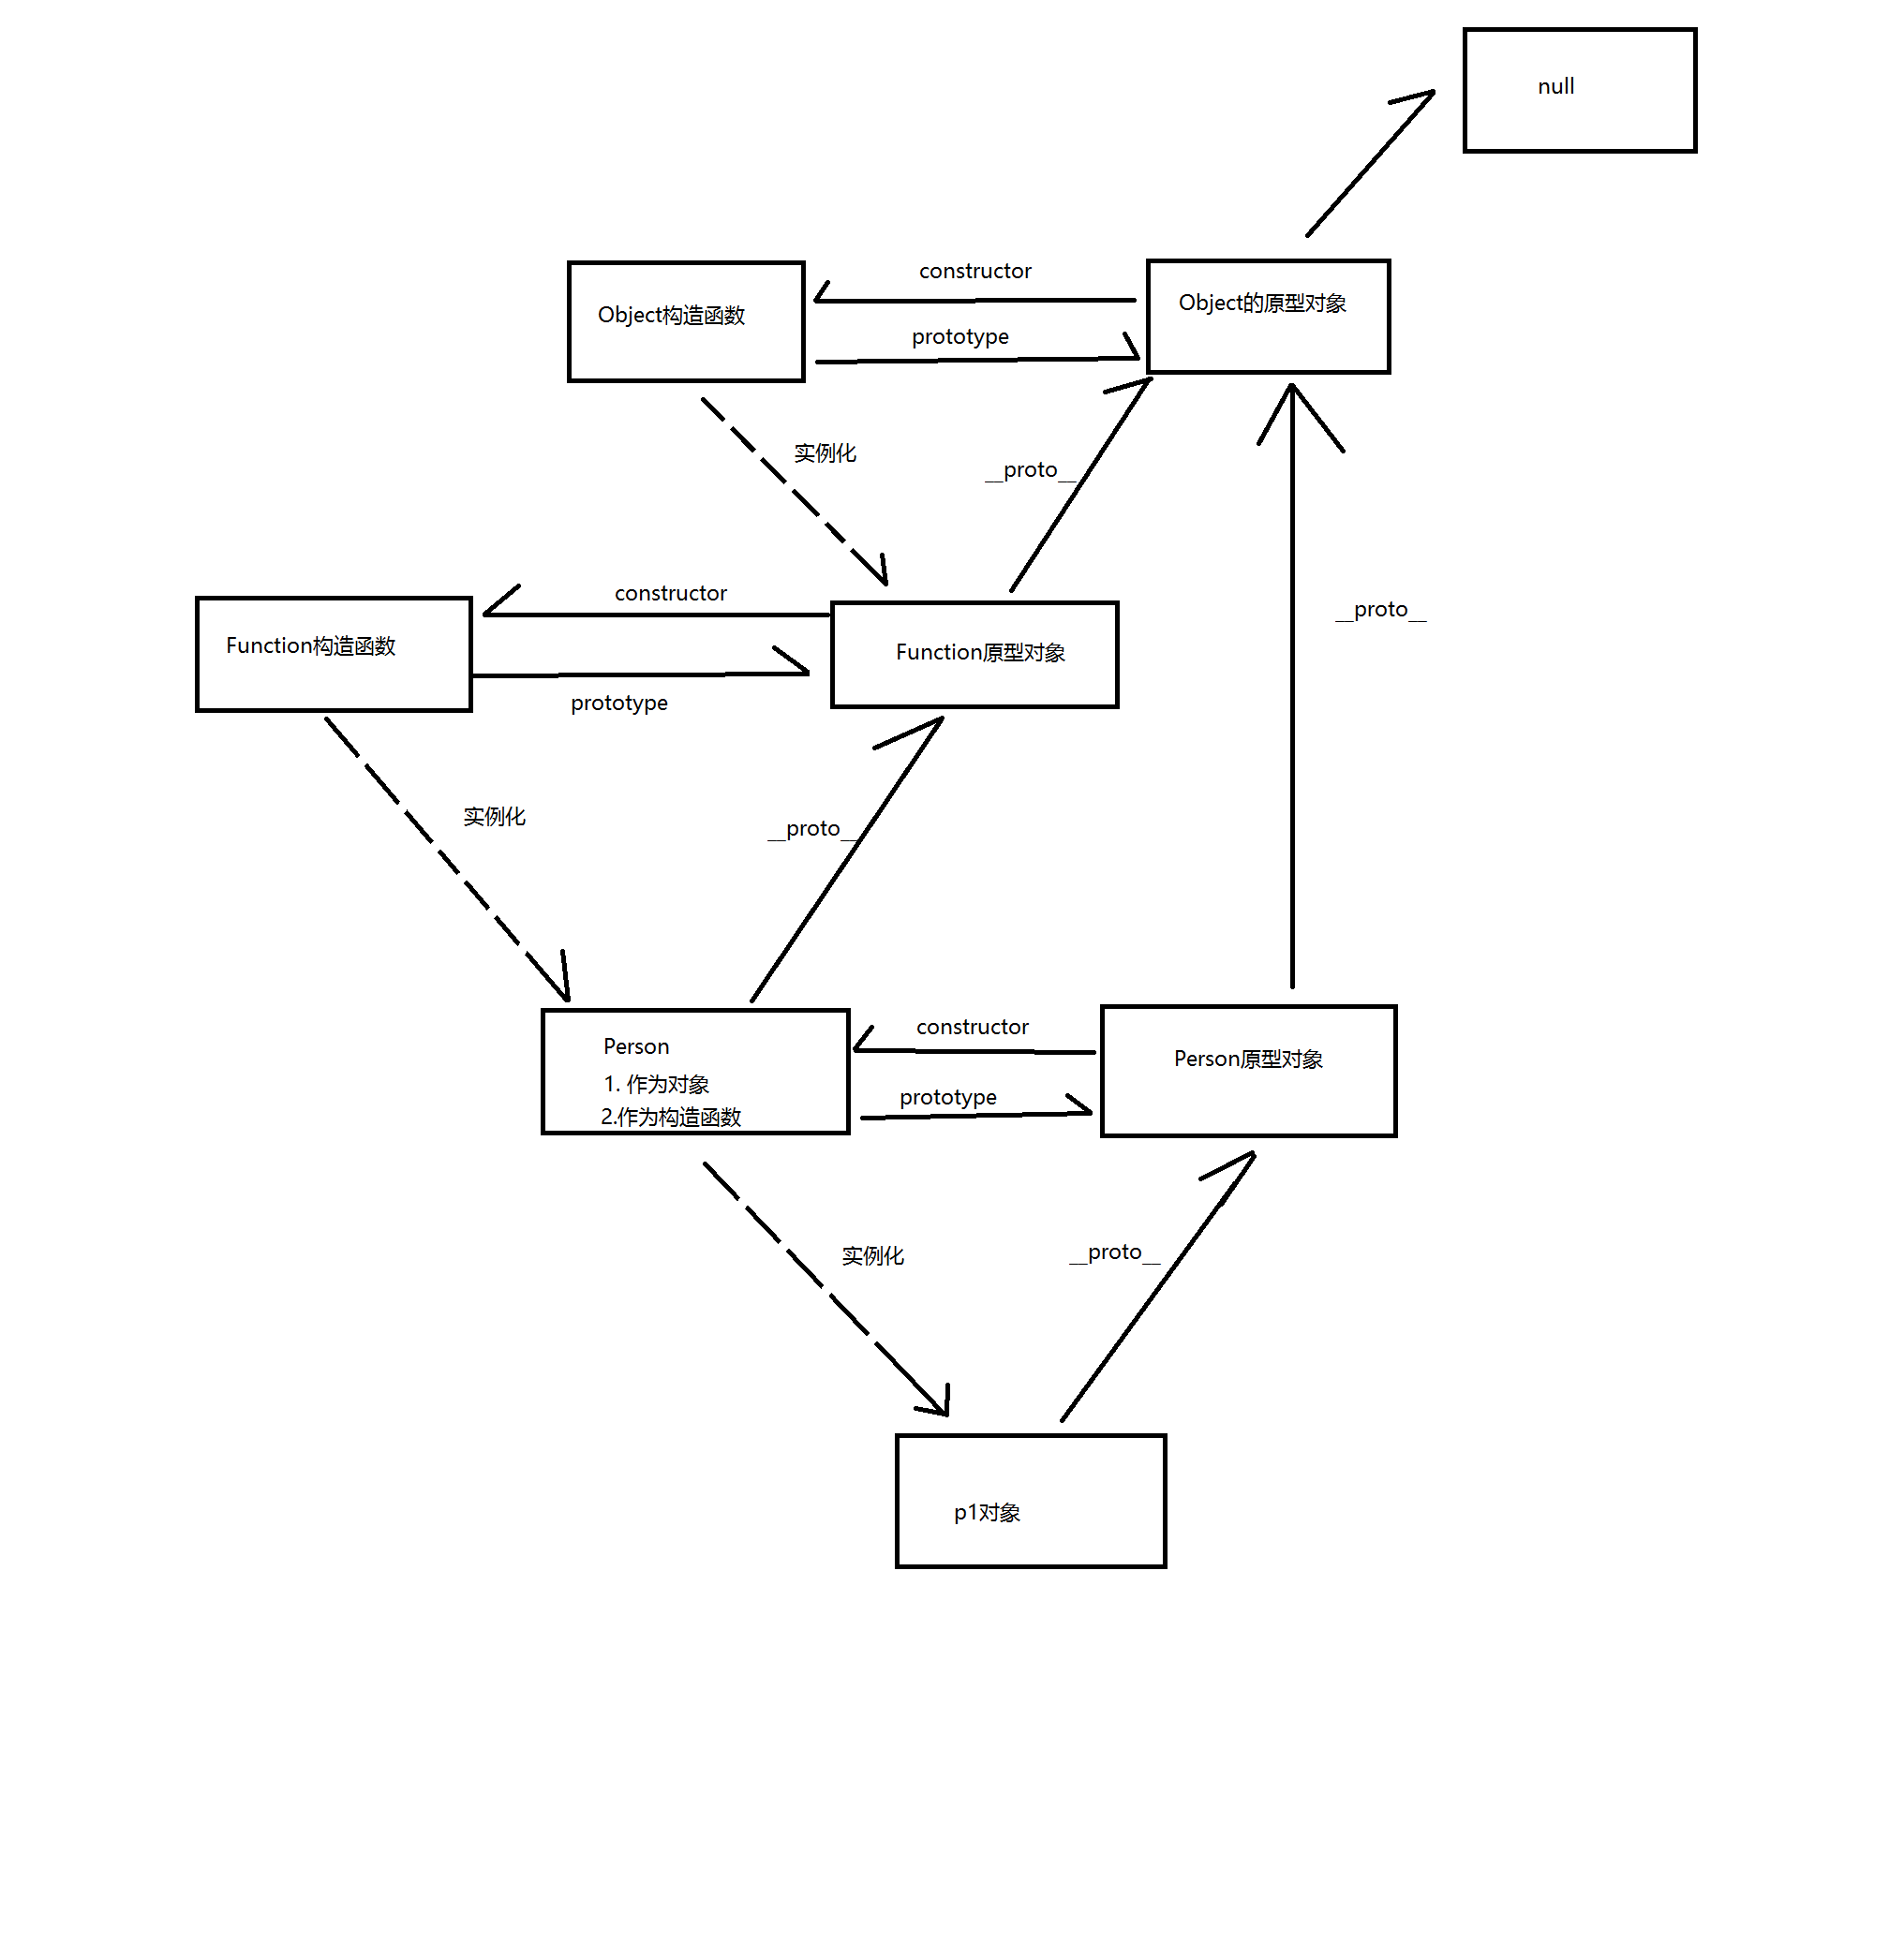 null
constructor
Object构造函数
Object的原型对象
prototype
实例化
__proto__
constructor
Function构造函数
Function原型对象
__proto__
prototype
实例化
__proto__
Person
1. 作为对象
2.作为构造函数
constructor
Person原型对象
prototype
实例化
__proto__
p1对象